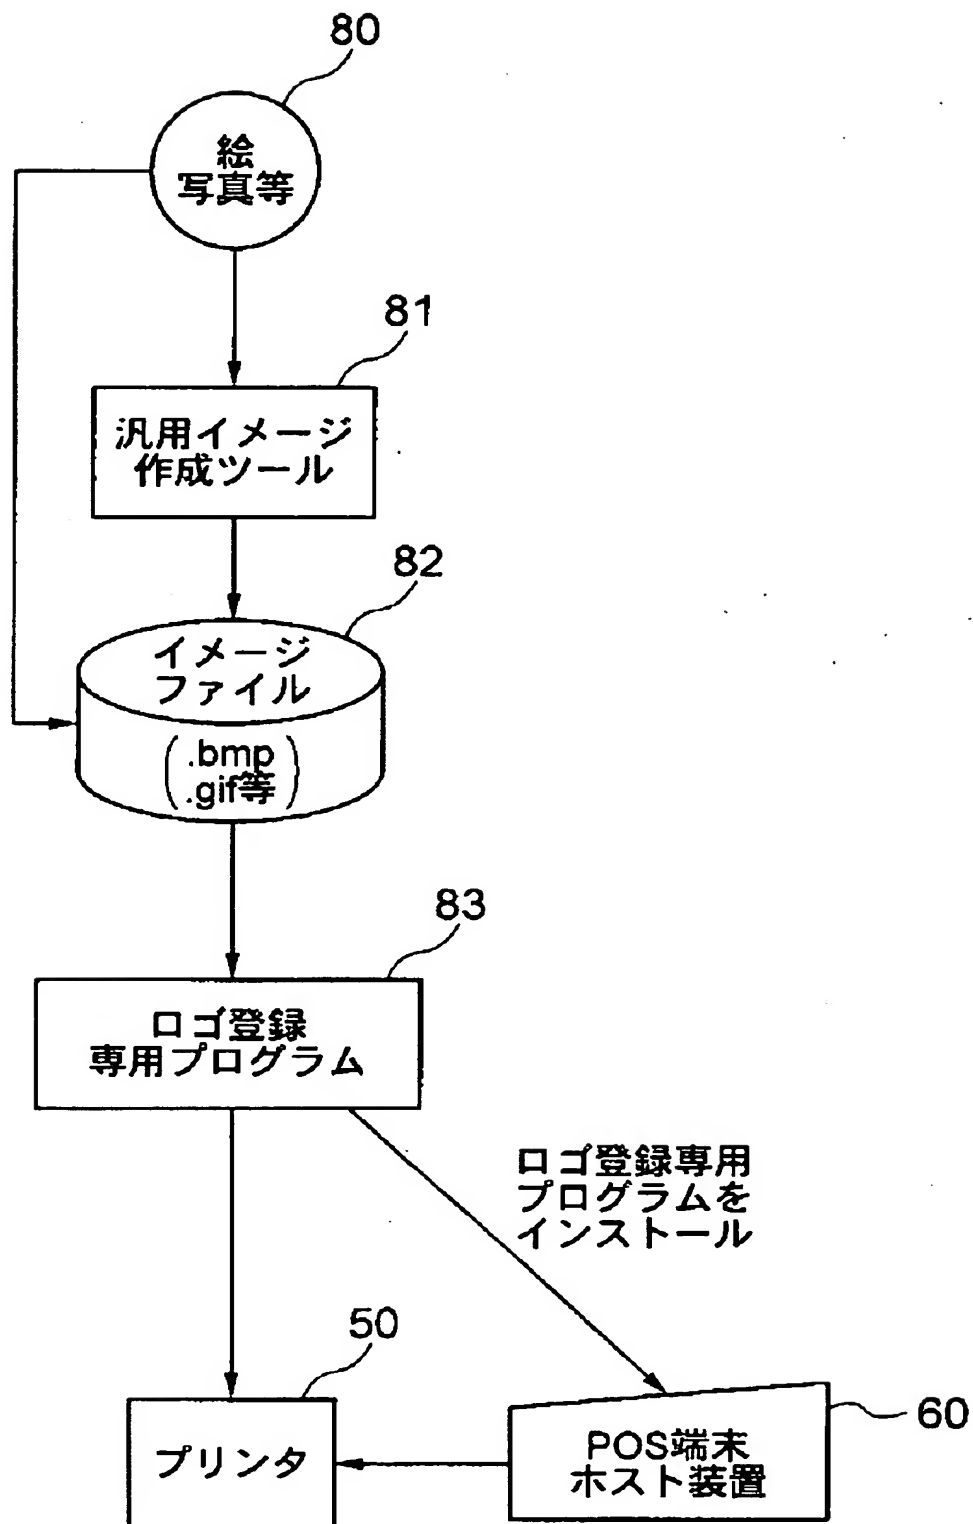 80
絵
写真等
81
汎用イメージ
作成ツール
82
イメージ
ファイル
(.bmp
.gif等)
83
ロゴ登録
専用プログラム
ロゴ登録専用
プログラムを
インストール
50
プリンタ
60
POS端末
ホスト装置